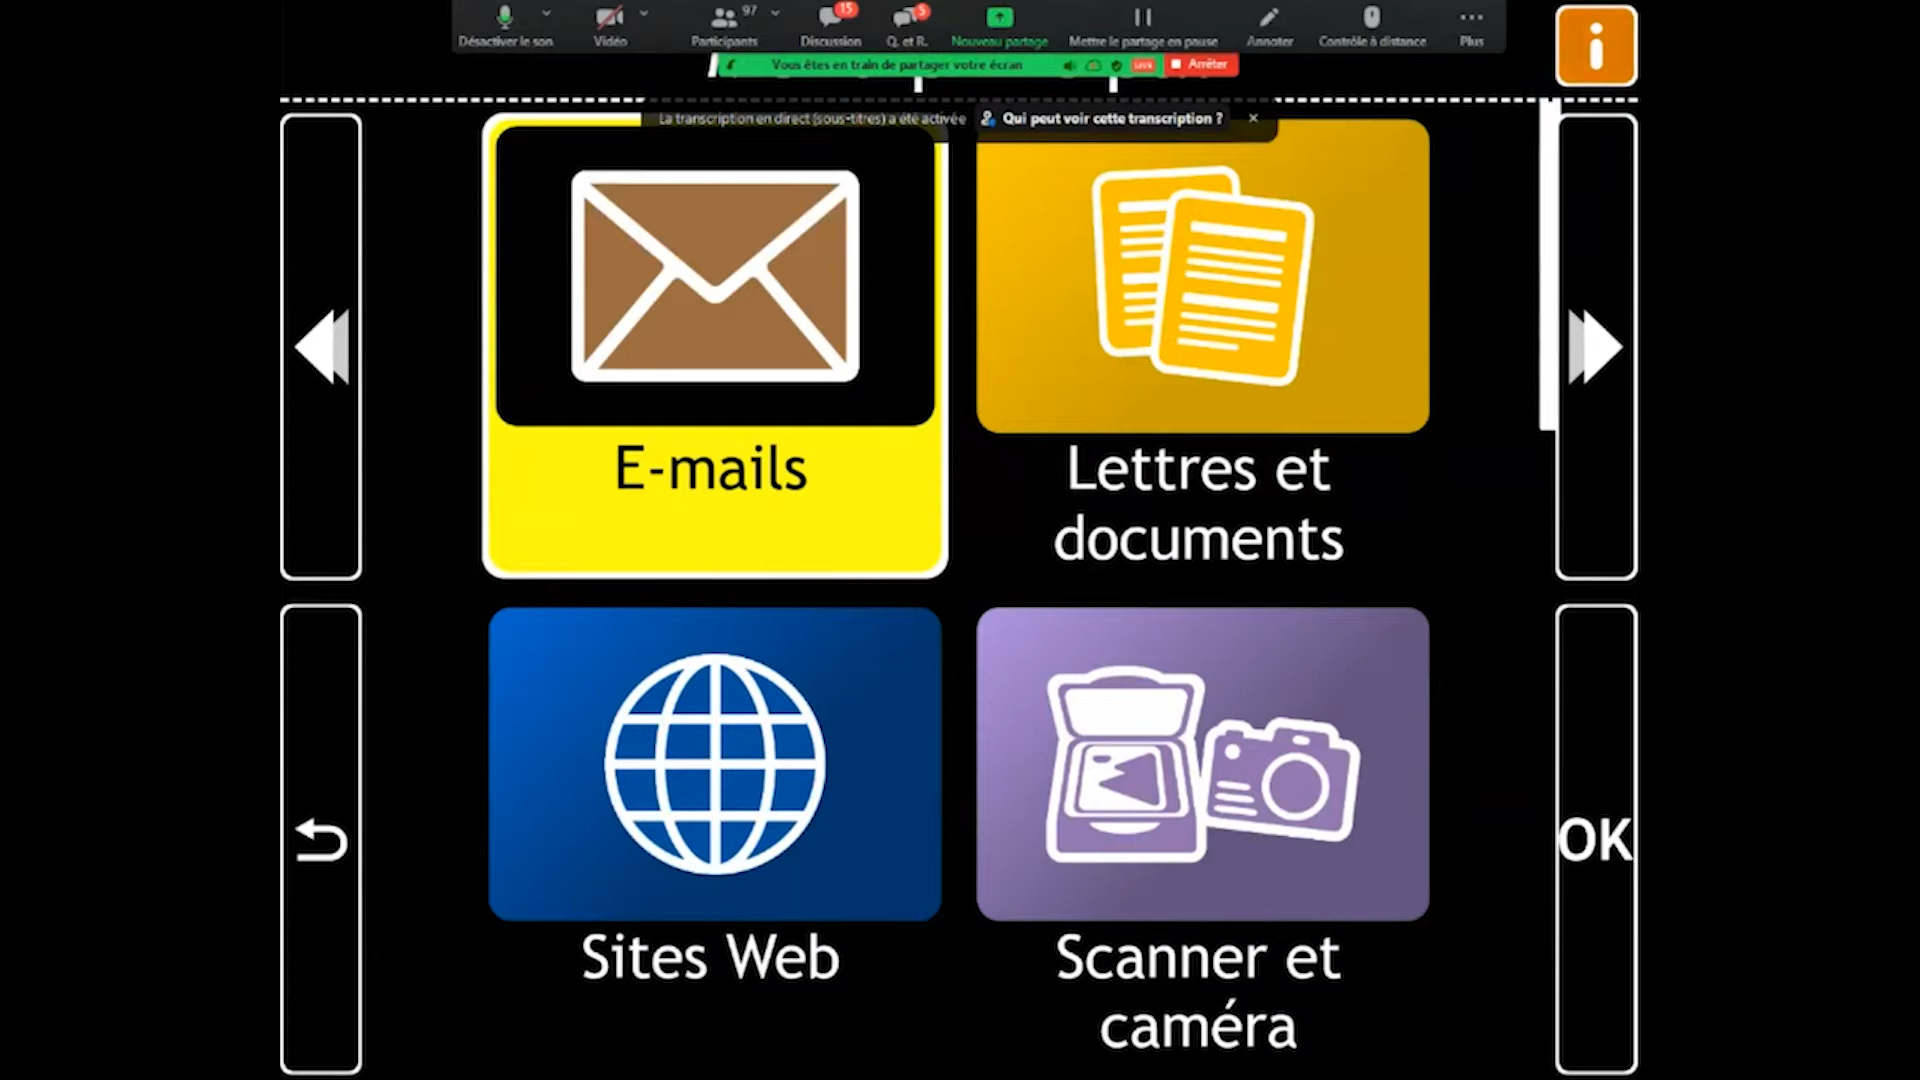 97
15
5
Désactiver le son
Vidéo
Participants
Discussion
Q. et R.
Nouveau partage
Mettre le partage en pause
Annoter
Contrôle à distance
Plus
Vous êtes en train de partager votre écran
LIVE
Arrêter
La transcription en direct (sous-titres) a été activée
Qui peut voir cette transcription ?
E-mails
Lettres et
documents
Sites Web
Scanner et
caméra
OK